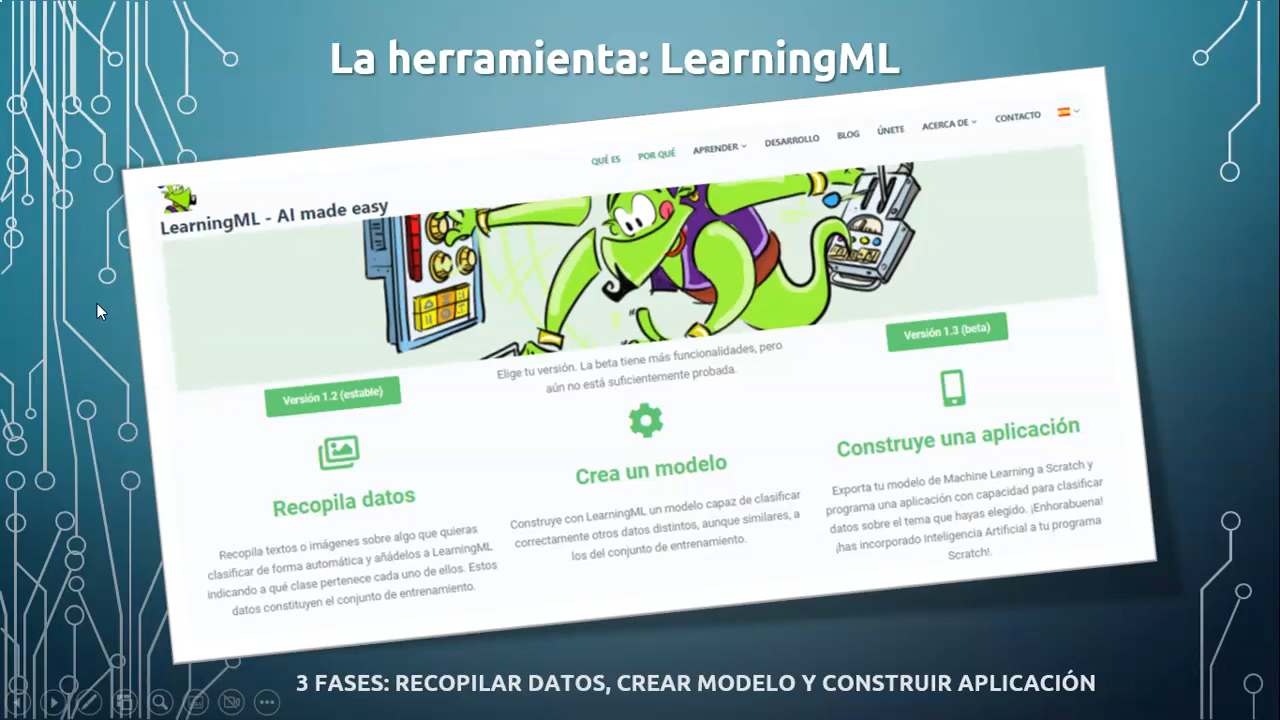 La herramienta: LearningML
QUÉ ES POR QUÉ APRENDER DESARROLLO BLOG ÚNETE ACERCA DE CONTACTO
LearningML - AI made easy
Versión 1.2 (estable)
Elige tu versión. La beta tiene más funcionalidades, pero
aún no está suficientemente probada.
Versión 1.3 (beta)
Recopila datos
Recopila textos o imágenes sobre algo que quieras
clasificar de forma automática y añádelos a LearningML
indicando a qué clase pertenece cada uno de ellos. Estos
datos constituyen el conjunto de entrenamiento.
Crea un modelo
Construye con LearningML un modelo capaz de clasificar
correctamente otros datos distintos, aunque similares, a
los del conjunto de entrenamiento.
Construye una aplicación
Exporta tu modelo de Machine Learning a Scratch y
programa una aplicación con capacidad para clasificar
datos sobre el tema que hayas elegido. ¡Enhorabuena!
¡has incorporado Inteligencia Artificial a tu programa
Scratch!.
3 FASES: RECOPILAR DATOS, CREAR MODELO Y CONSTRUIR APLICACIÓN